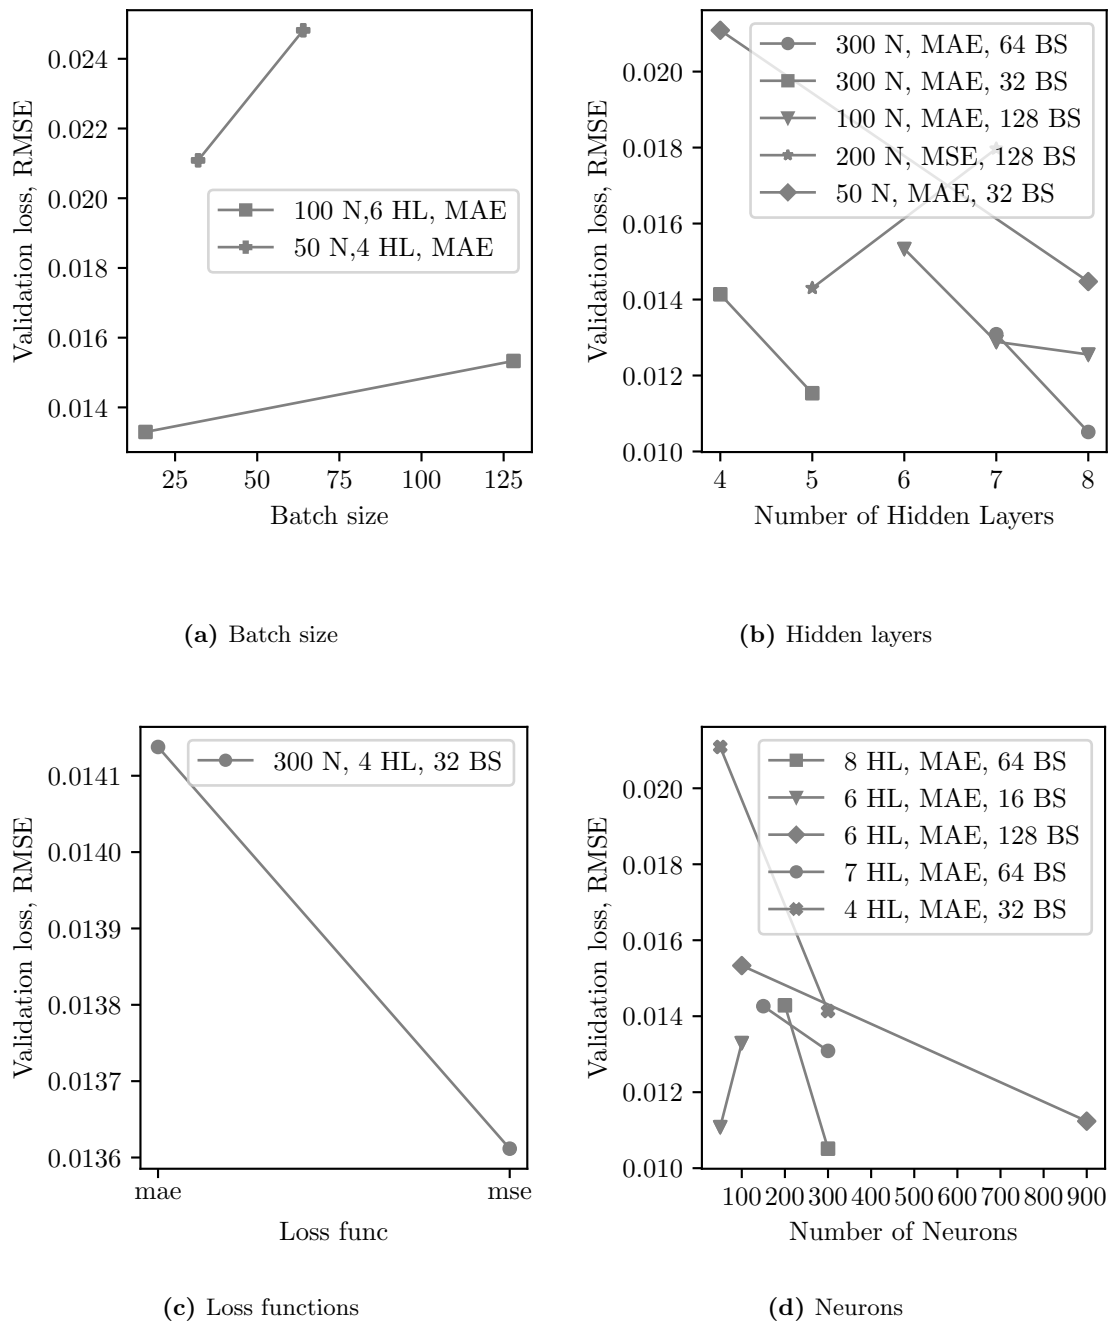 0.024
0.022
0.020
0.018
0.016
0.014
Validation loss, RMSE
100 N,6 HL, MAE
50 N,4 HL, MAE
25 50 75 100 125
Batch size
(a) Batch size
0.020
0.018
0.016
0.014
0.012
0.010
Validation loss, RMSE
300 N, MAE, 64 BS
300 N, MAE, 32 BS
100 N, MAE, 128 BS
200 N, MSE, 128 BS
50 N, MAE, 32 BS
4 5 6 7 8
Number of Hidden Layers
(b) Hidden layers
0.0141
0.0140
0.0139
0.0138
0.0137
0.0136
Validation loss, RMSE
300 N, 4 HL, 32 BS
mae mse
Loss func
(c) Loss functions
0.020
0.018
0.016
0.014
0.012
0.010
Validation loss, RMSE
8 HL, MAE, 64 BS
6 HL, MAE, 16 BS
6 HL, MAE, 128 BS
7 HL, MAE, 64 BS
4 HL, MAE, 32 BS
100 200 300 400 500 600 700 800 900
Number of Neurons
(d) Neurons